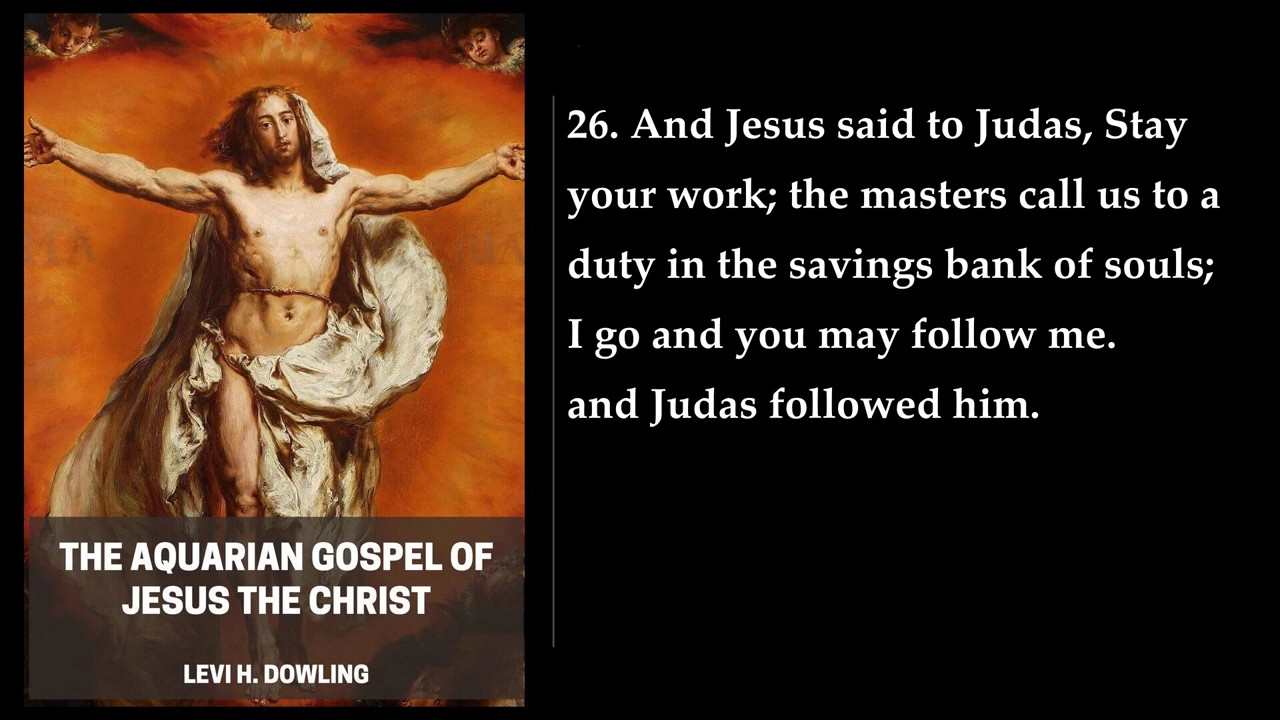 26. And Jesus said to Judas, Stay
your work; the masters call us to a
duty in the savings bank of souls;
I go and you may follow me.
and Judas followed him.
THE AQUARIAN GOSPEL OF
JESUS THE CHRIST
LEVI H. DOWLING